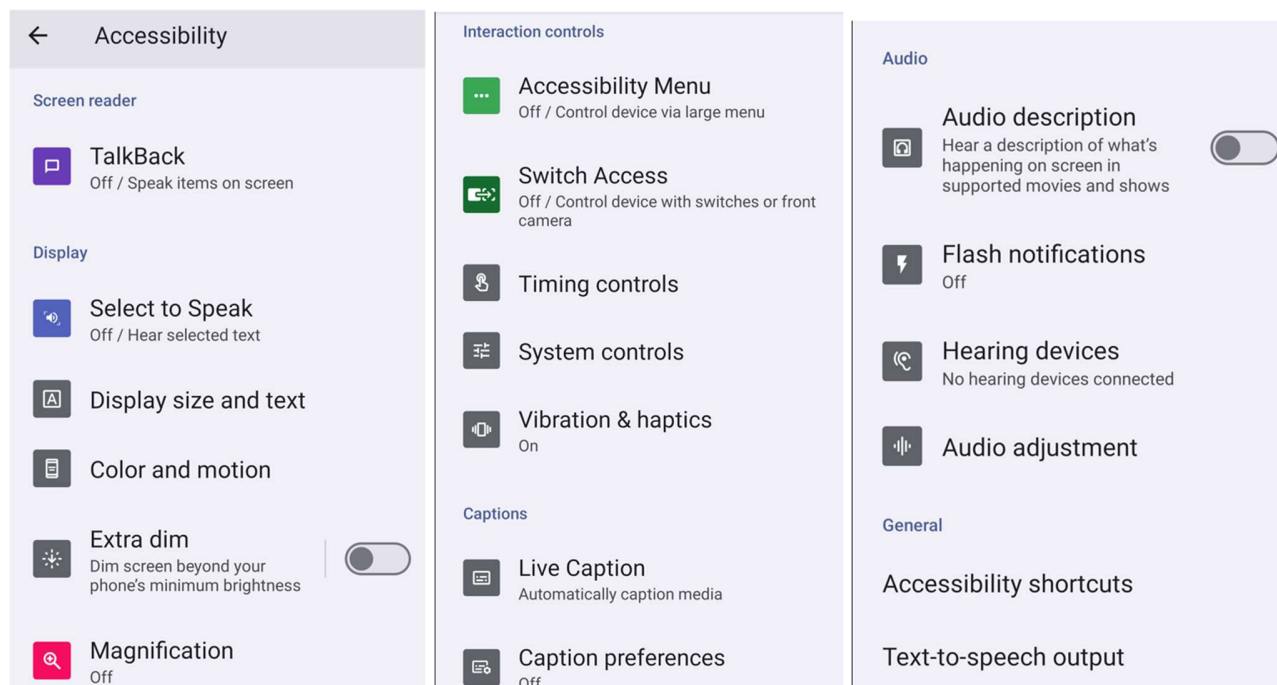 Accessibility
Screen reader
TalkBack
Off / Speak items on screen
Display
Select to Speak
Off / Hear selected text
Display size and text
Color and motion
Extra dim
Dim screen beyond your
phone's minimum brightness
Magnification
Off
Interaction controls
Accessibility Menu
Off / Control device via large menu
Switch Access
Off / Control device with switches or front
camera
Timing controls
System controls
Vibration & haptics
On
Captions
Live Caption
Automatically caption media
Caption preferences
Off
Audio
Audio description
Hear a description of what's
happening on screen in
supported movies and shows
Flash notifications
Off
Hearing devices
No hearing devices connected
Audio adjustment
General
Accessibility shortcuts
Text-to-speech output